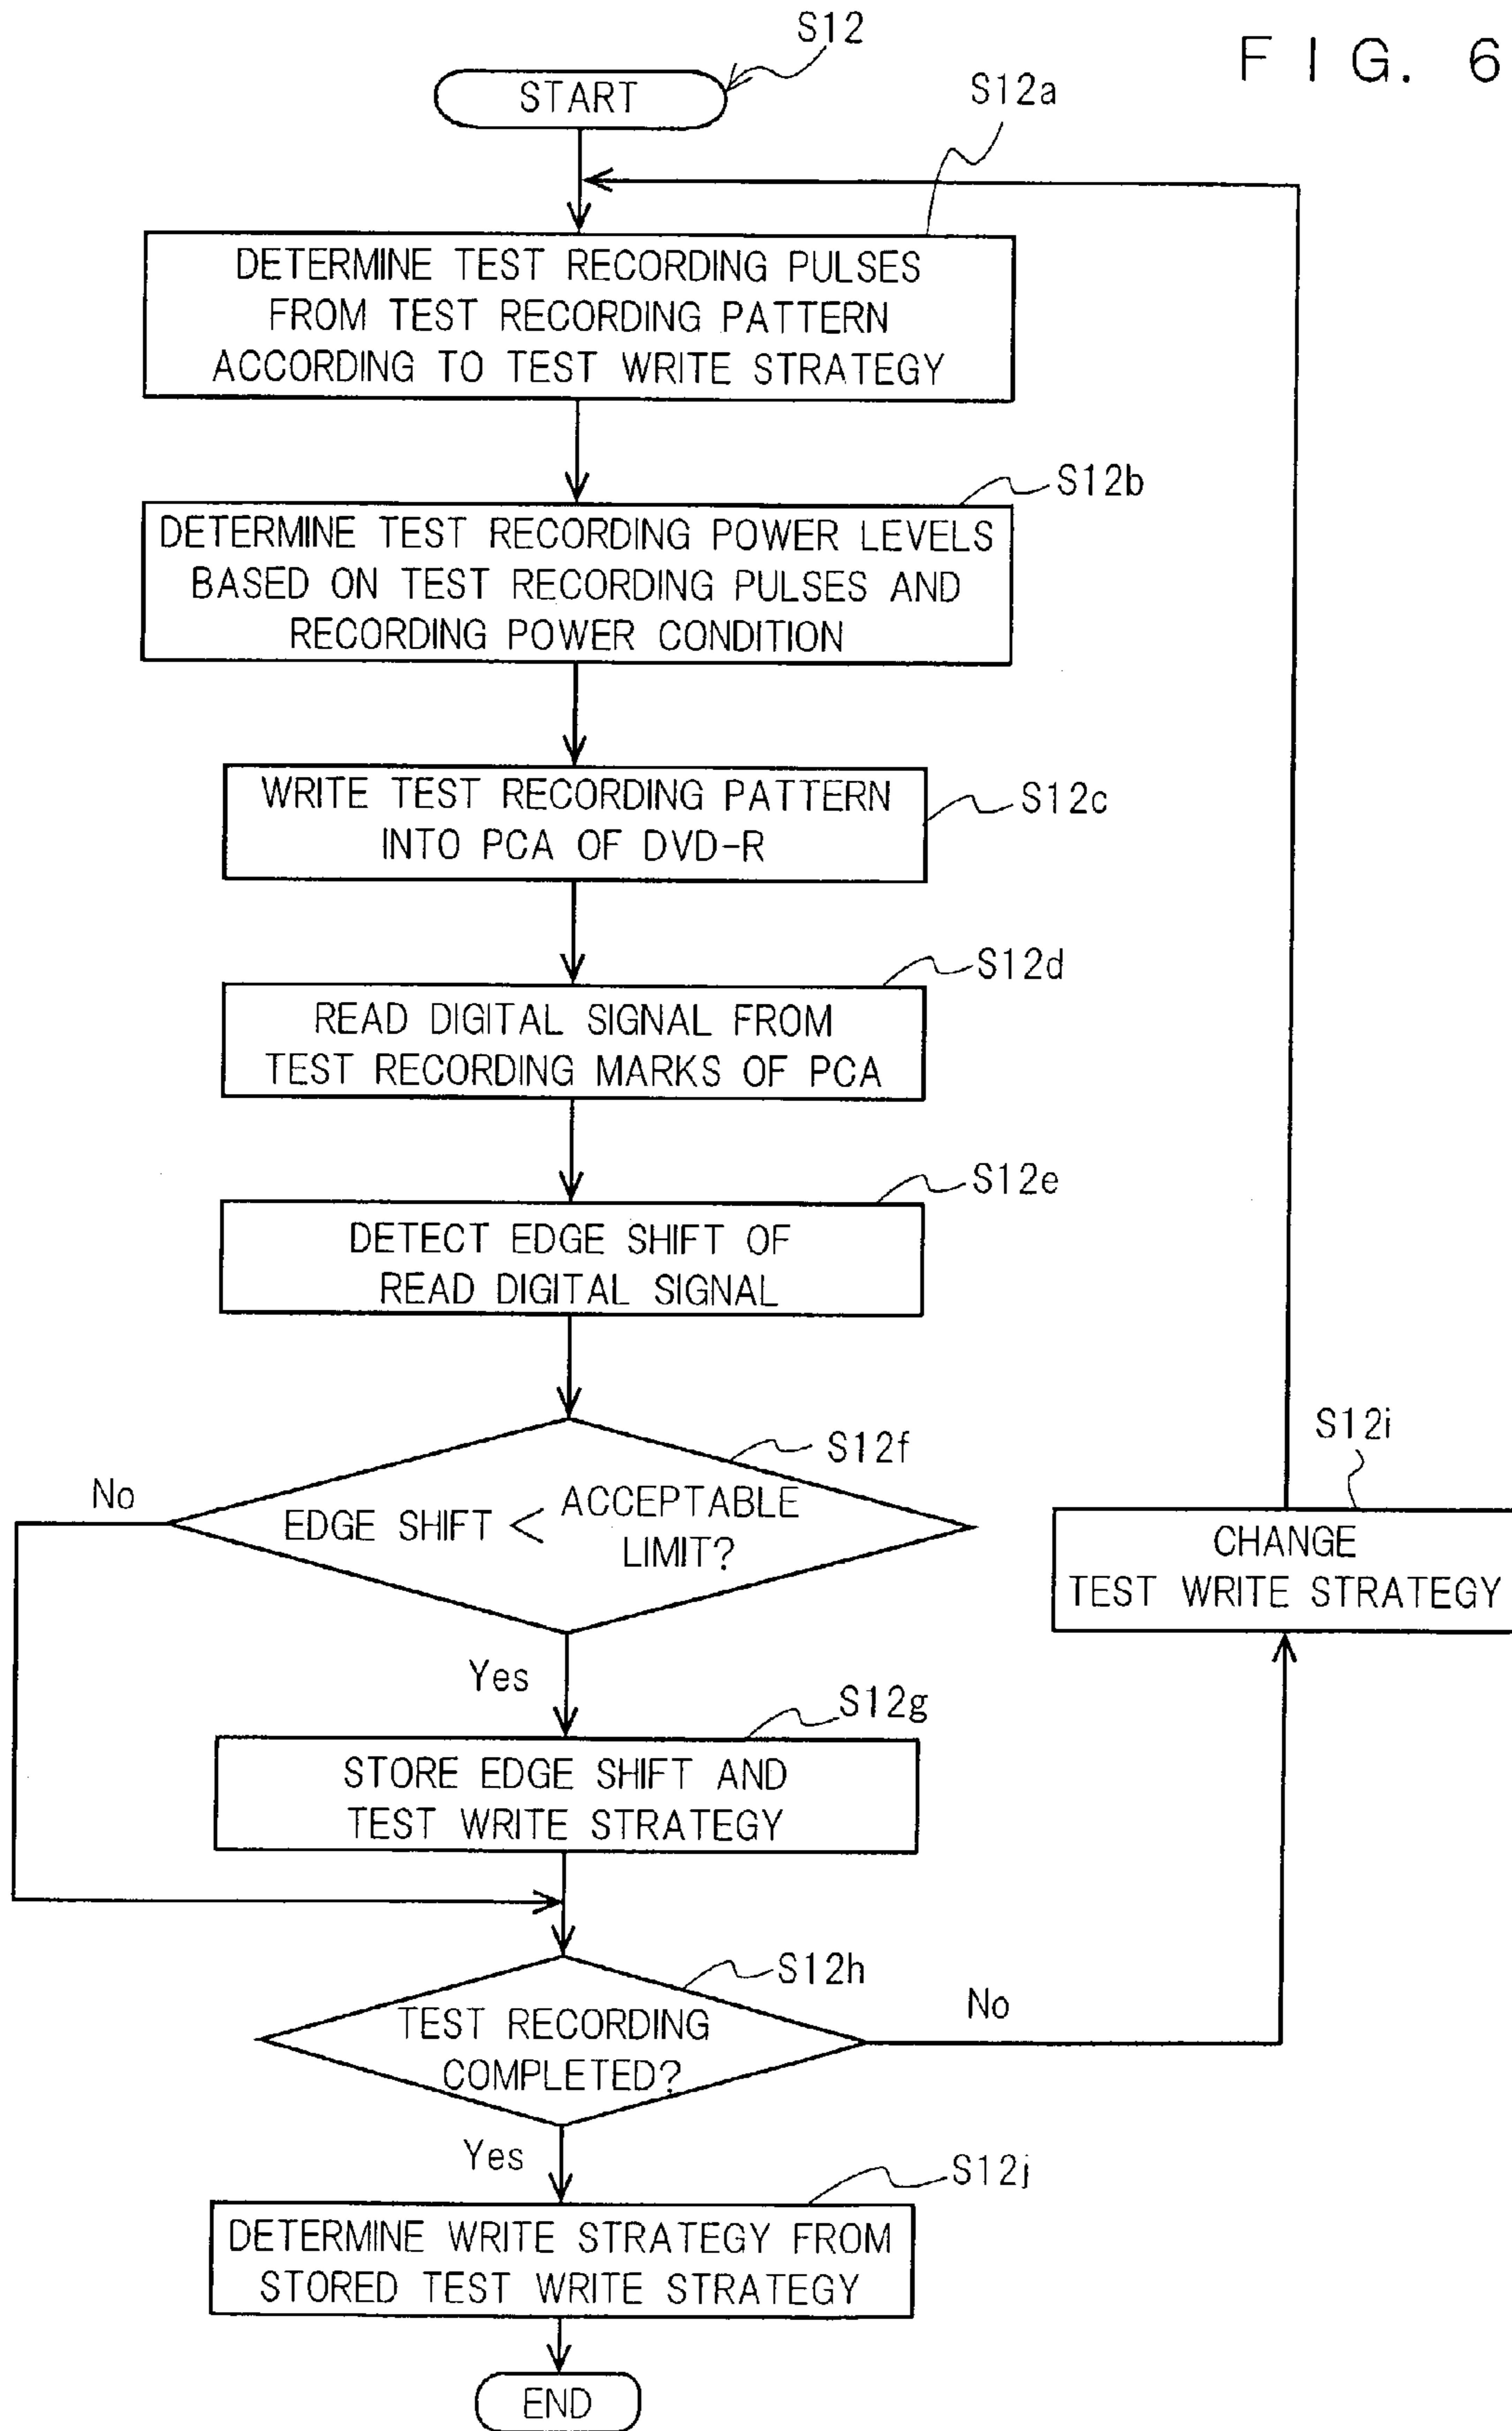 S12
F I G. 6
START
S12a
DETERMINE TEST RECORDING PULSES
FROM TEST RECORDING PATTERN
ACCORDING TO TEST WRITE STRATEGY
S12b
DETERMINE TEST RECORDING POWER LEVELS
BASED ON TEST RECORDING PULSES AND
RECORDING POWER CONDITION
WRITE TEST RECORDING PATTERN
INTO PCA OF DVD-R
S12c
S12d
READ DIGITAL SIGNAL FROM
TEST RECORDING MARKS OF PCA
S12e
DETECT EDGE SHIFT OF
READ DIGITAL SIGNAL
S12f
No
EDGE SHIFT < ACCEPTABLE
LIMIT?
S12i
CHANGE
TEST WRITE STRATEGY
Yes
S12g
STORE EDGE SHIFT AND
TEST WRITE STRATEGY
S12h
TEST RECORDING
COMPLETED?
No
Yes
S12j
DETERMINE WRITE STRATEGY FROM
STORED TEST WRITE STRATEGY
END